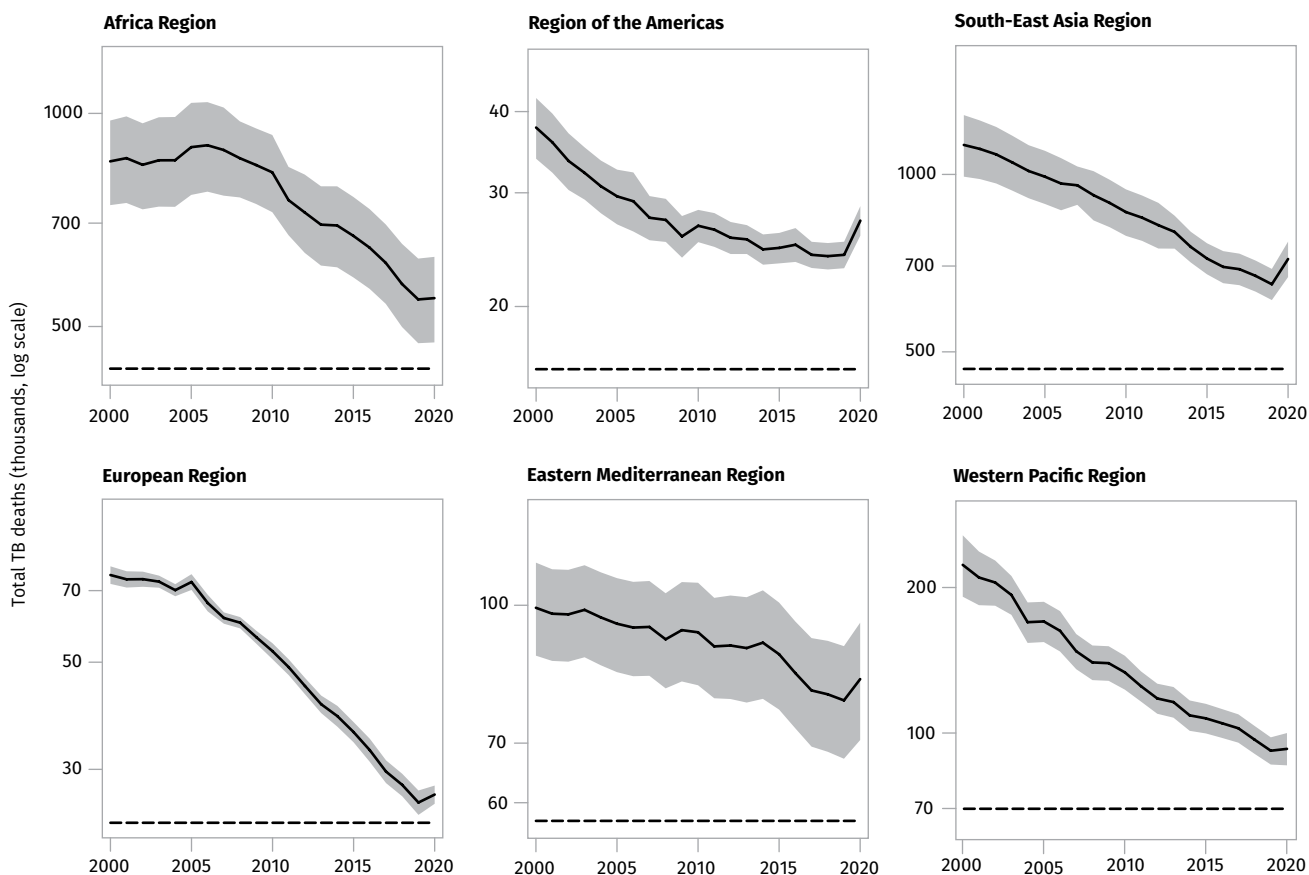 Total TB deaths (thousands, log scale)
Africa Region
1000
700
500
2000 2005 2010 2015 2020
Region of the Americas
40
30
20
2000 2005 2010 2015 2020
South-East Asia Region
1000
700
500
2000 2005 2010 2015 2020
European Region
70
50
30
2000 2005 2010 2015 2020
Eastern Mediterranean Region
100
70
60
2000 2005 2010 2015 2020
Western Pacific Region
200
100
70
2000 2005 2010 2015 2020